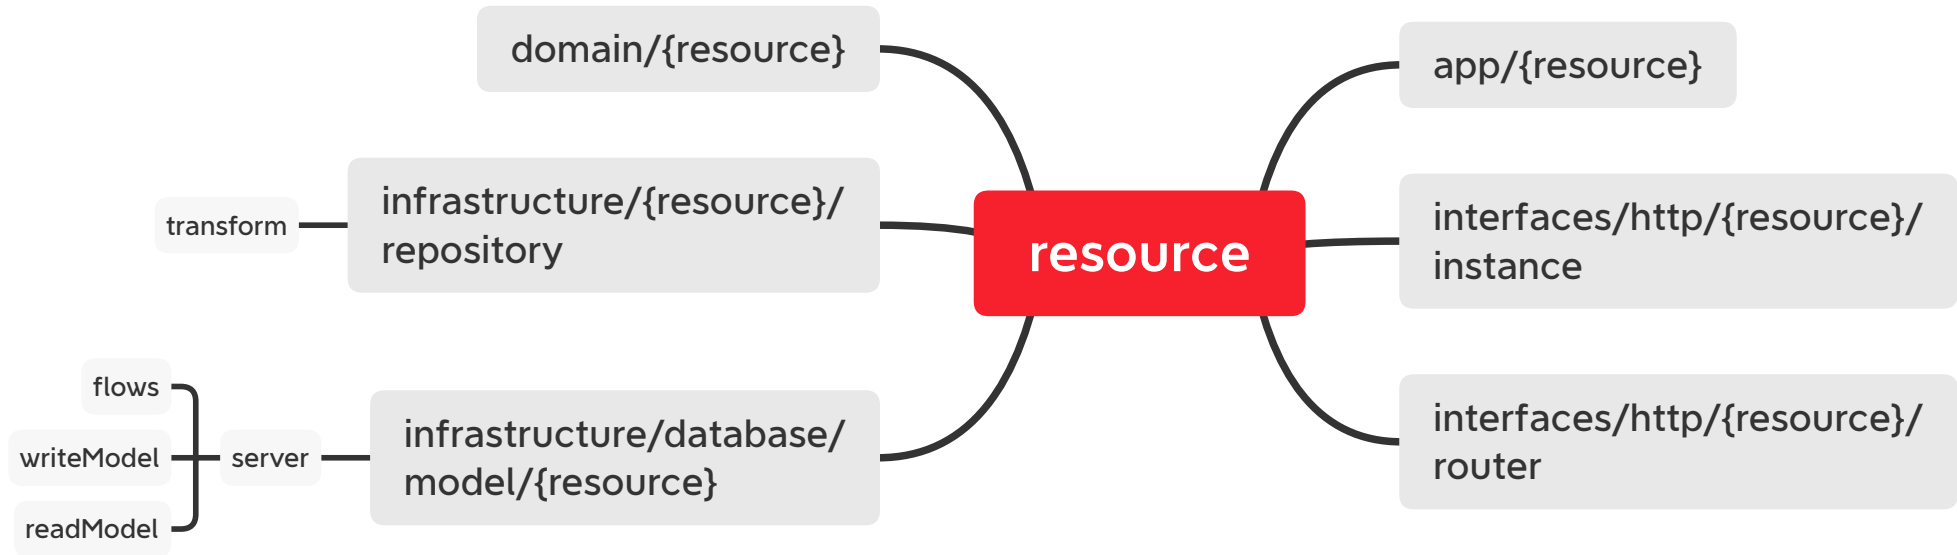 domain/{resource}
app/{resource}
infrastructure/{resource}/
repository
transform
resource
interfaces/http/{resource}/
instance
flows
writeModel
readModel
server
infrastructure/database/
model/{resource}
interfaces/http/{resource}/
router